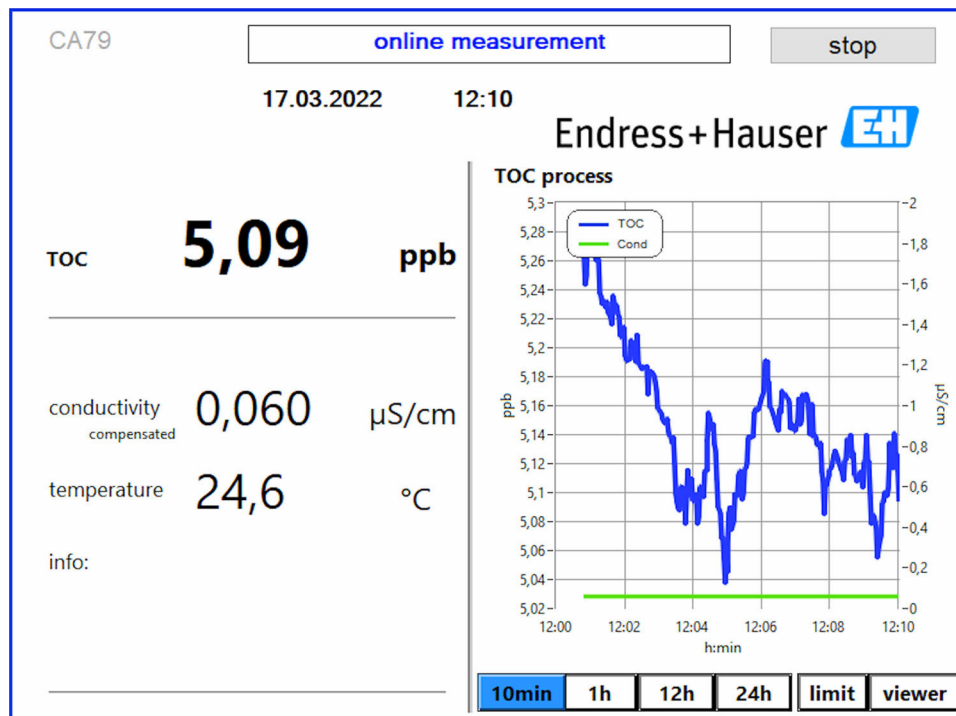 CA79
online measurement
stop
17.03.2022 12:10
Endress+Hauser EH
TOC 5,09 ppb
conductivity compensated 0,060 µS/cm
temperature 24,6 °C
info:
TOC process
TOC
Cond
5,3
5,28
5,26
5,24
5,22
5,2
5,18
5,16
5,14
5,12
5,1
5,08
5,06
5,04
5,02
ppb
2
1,8
1,6
1,4
1,2
1
0,8
0,6
0,4
0,2
0
µS/cm
12:00 12:02 12:04 12:06 12:08 12:10
h:min
10min 1h 12h 24h limit viewer